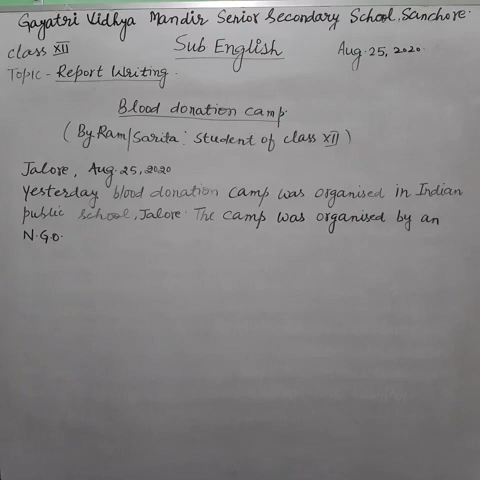 Gayatri Vidhya Mandir Senior Secondary School, Sanchore.
class XII Sub English Aug. 25, 2020.
Topic - Report Writing.
Blood donation camp.
(By Ram/Sarita: Student of class XII)
Jalore, Aug. 25, 2020
Yesterday blood donation camp was organised in Indian
public school, Jalore. The camp was organised by an
N.G.O.